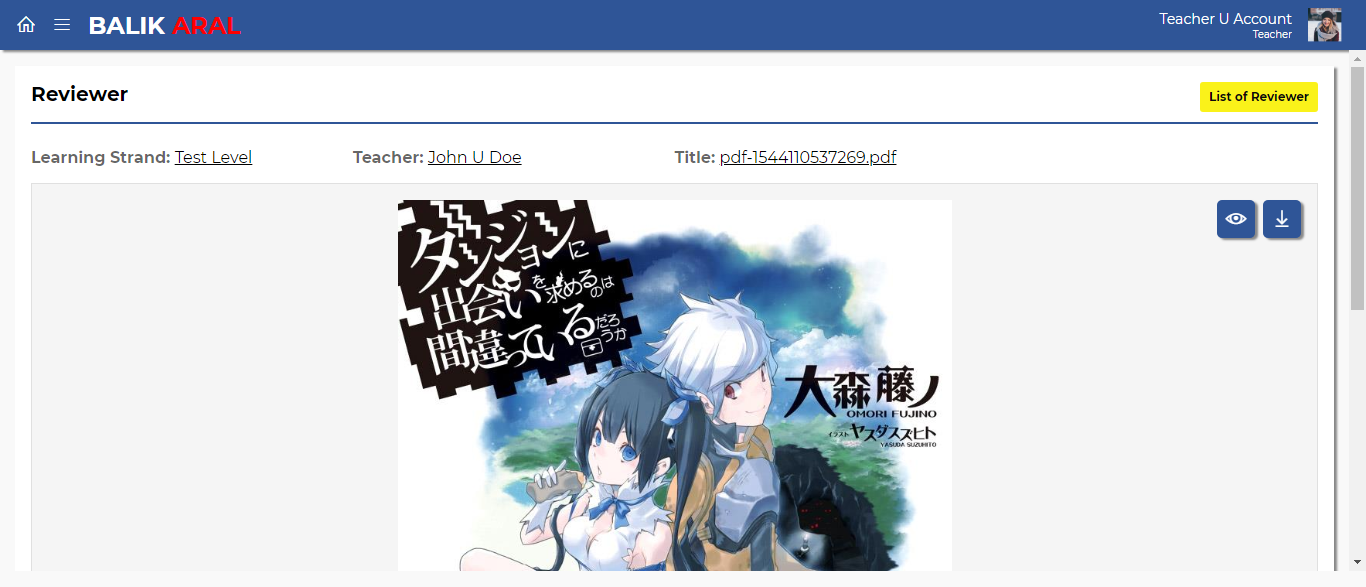 BALIK ARAL
Teacher U Account
Teacher
Reviewer
List of Reviewer
Learning Strand: Test Level
Teacher: John U Doe
Title: pdf-1544110537269.pdf
ダンジョンに
出会いを求めるのは
間違っているだろうか
大森藤ノ
OMORI FUJINO
イラスト ヤスダスズヒト
YASUDA SUZUHITO